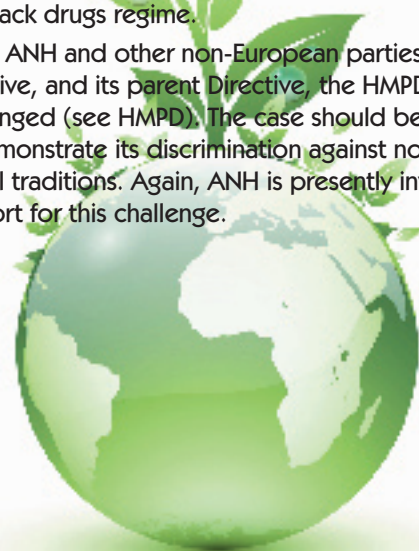 ack drugs regime.
ANH and other non-European parties
ive, and its parent Directive, the HMPD
nged (see HMPD). The case should be
monstrate its discrimination against no
l traditions. Again, ANH is presently in
ort for this challenge.